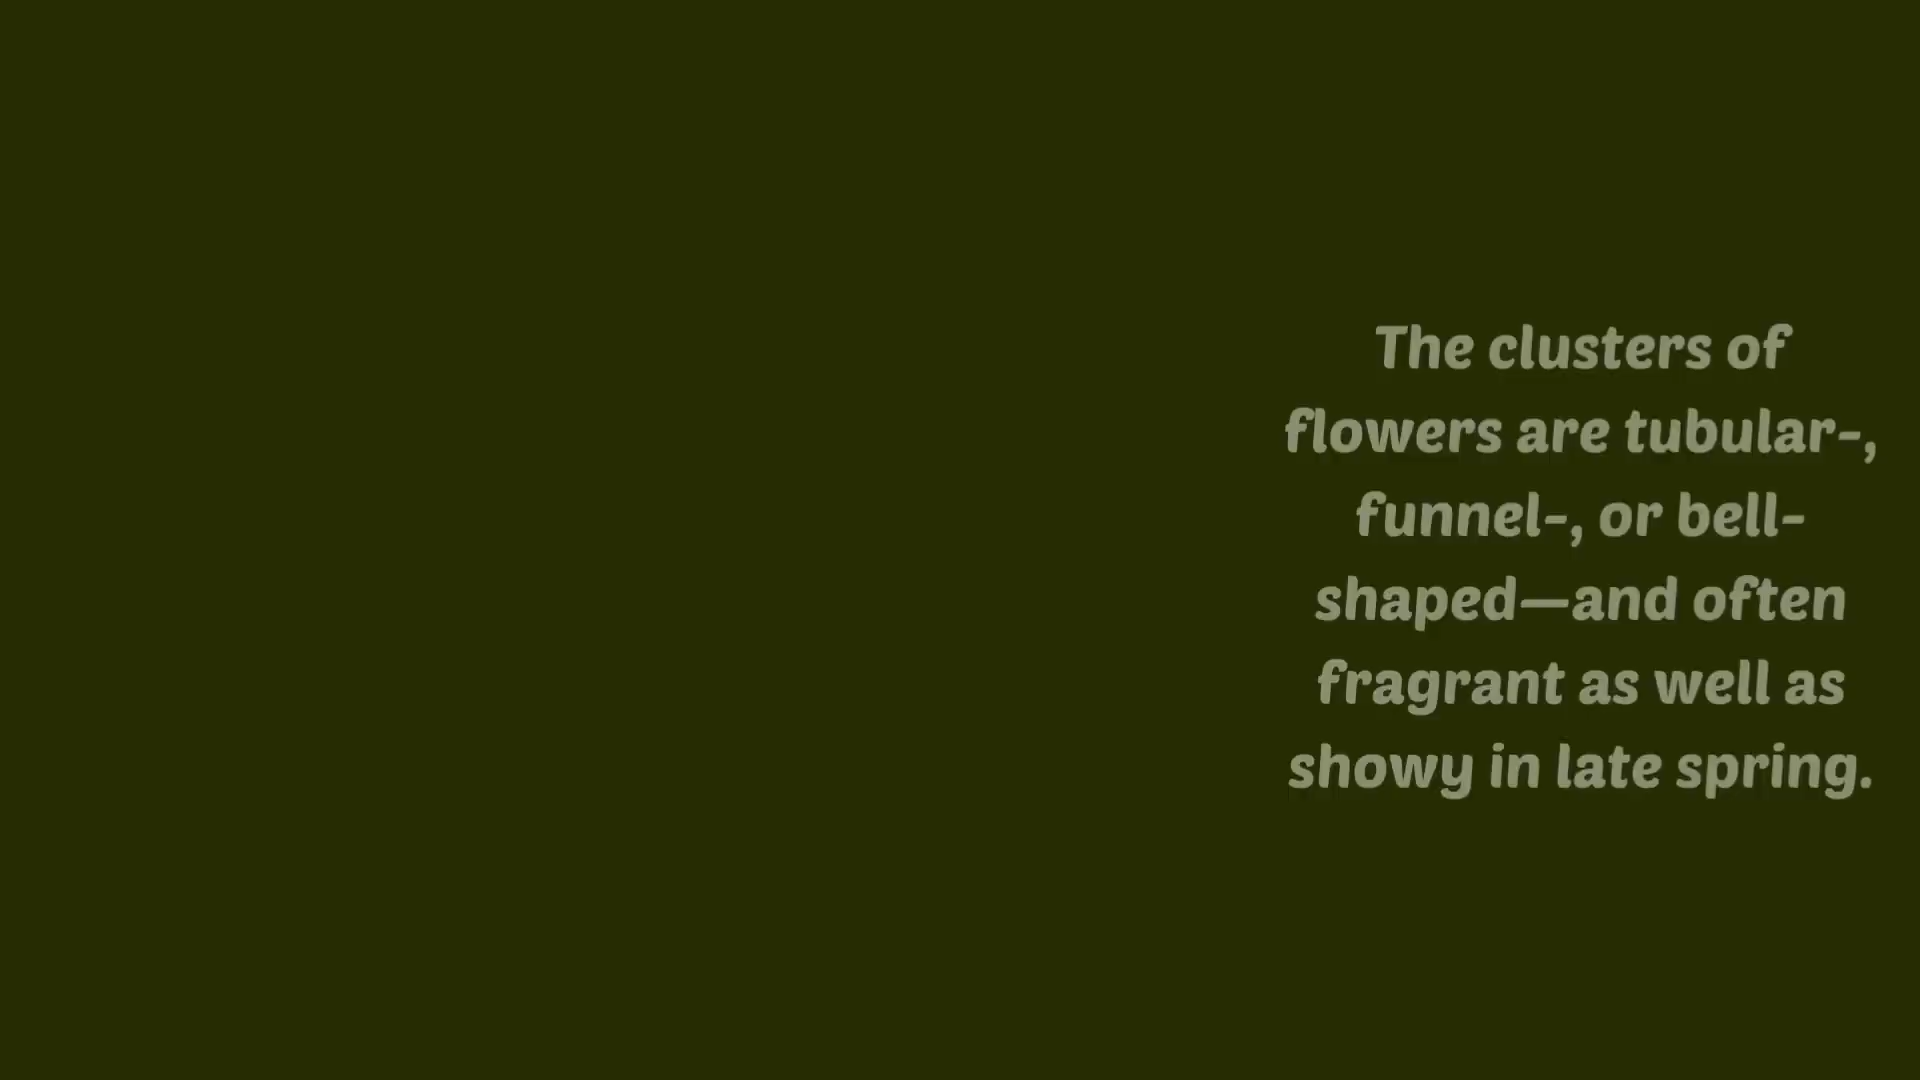 The clusters of
flowers are tubular-,
funnel-, or bell-
shaped—and often
fragrant as well as
showy in late spring.